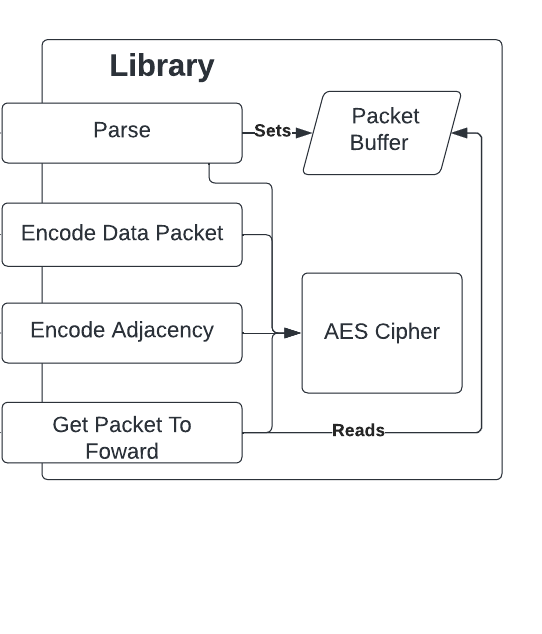 Library
Parse
Sets
Packet
Buffer
Encode Data Packet
Encode Adjacency
AES Cipher
Get Packet To
Foward
Reads